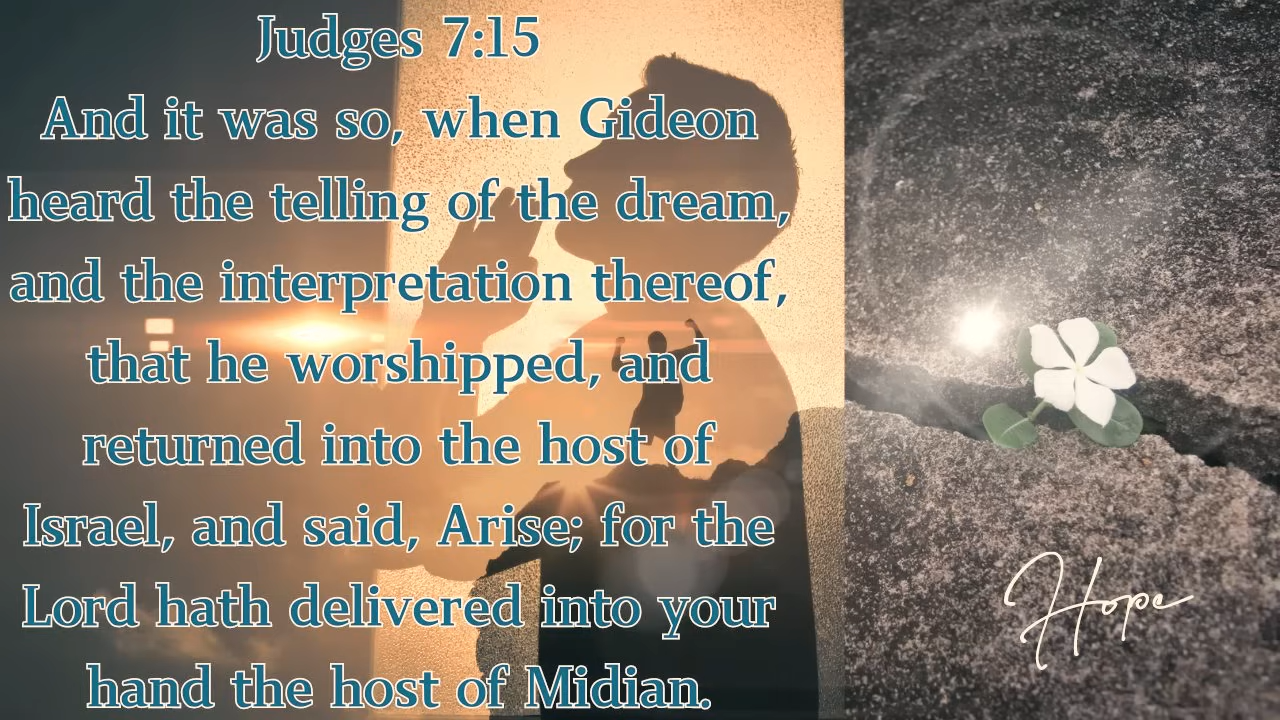 Judges 7:15
And it was so, when Gideon
heard the telling of the dream,
and the interpretation thereof,
that he worshipped, and
returned into the host of
Israel, and said, Arise; for the
Lord hath delivered into your
hand the host of Midian.
Hope